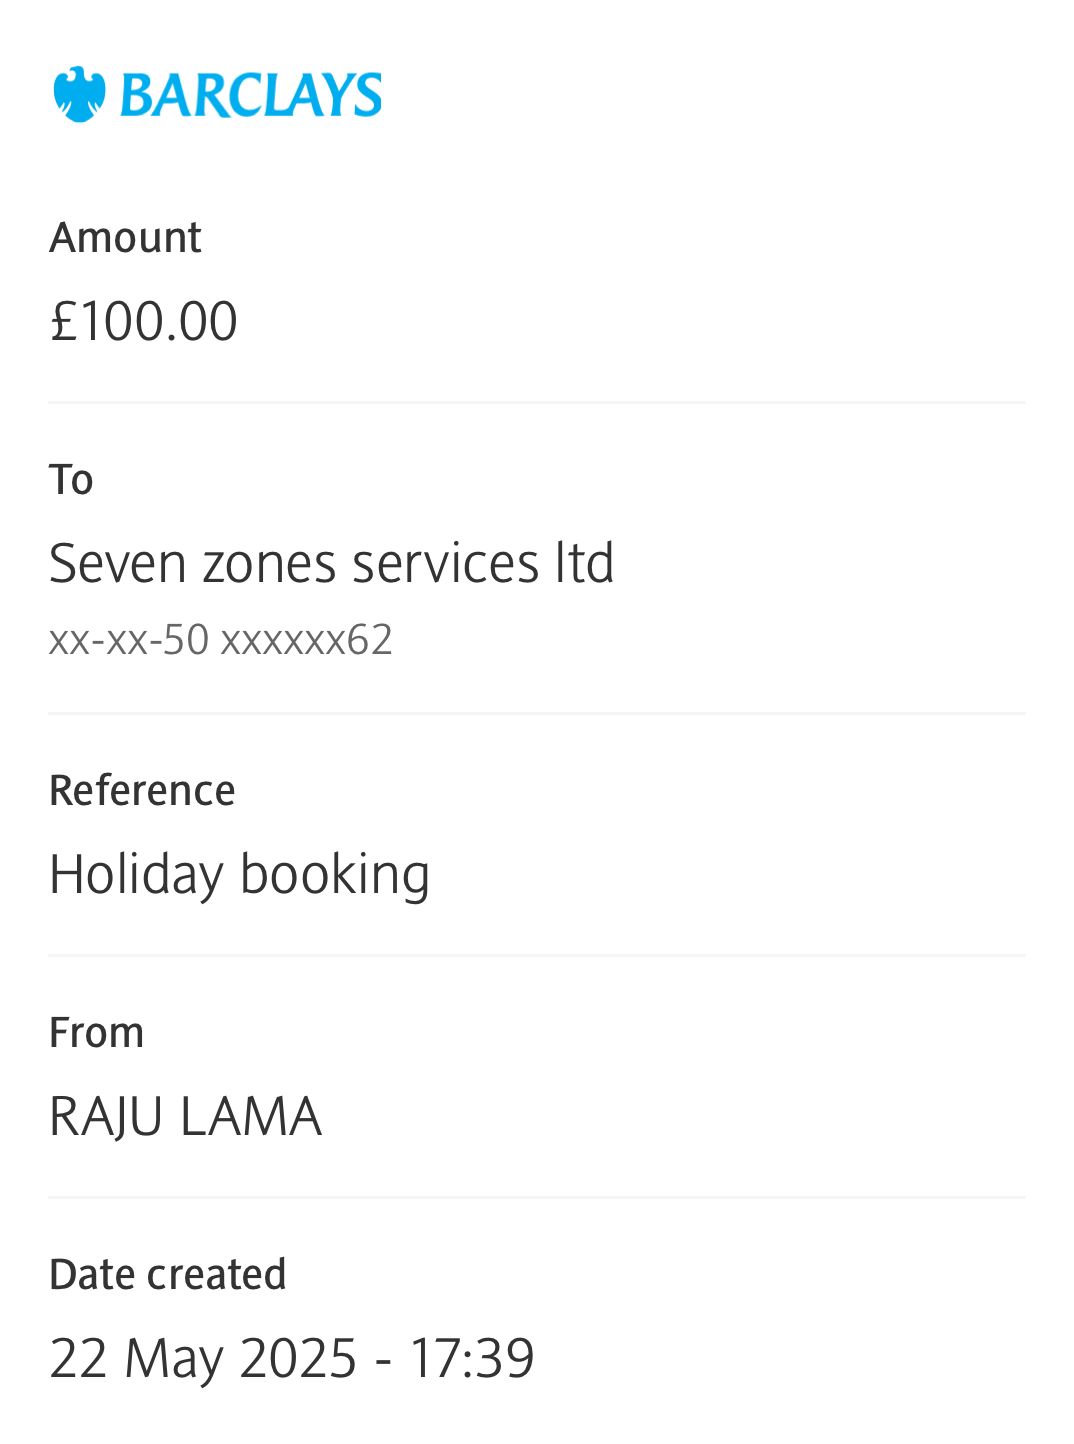 BARCLAYS
Amount
£100.00
To
Seven zones services ltd
xx-xx-50 xxxxxx62
Reference
Holiday booking
From
RAJU LAMA
Date created
22 May 2025 - 17:39